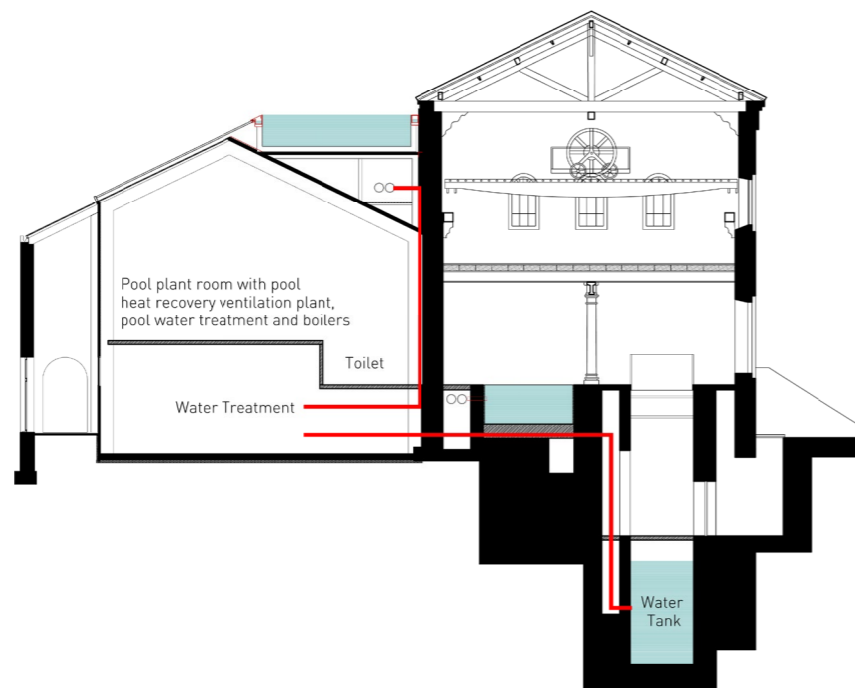 Pool plant room with pool
heat recovery ventilation plant,
pool water treatment and boilers
Toilet
Water Treatment
Water
Tank